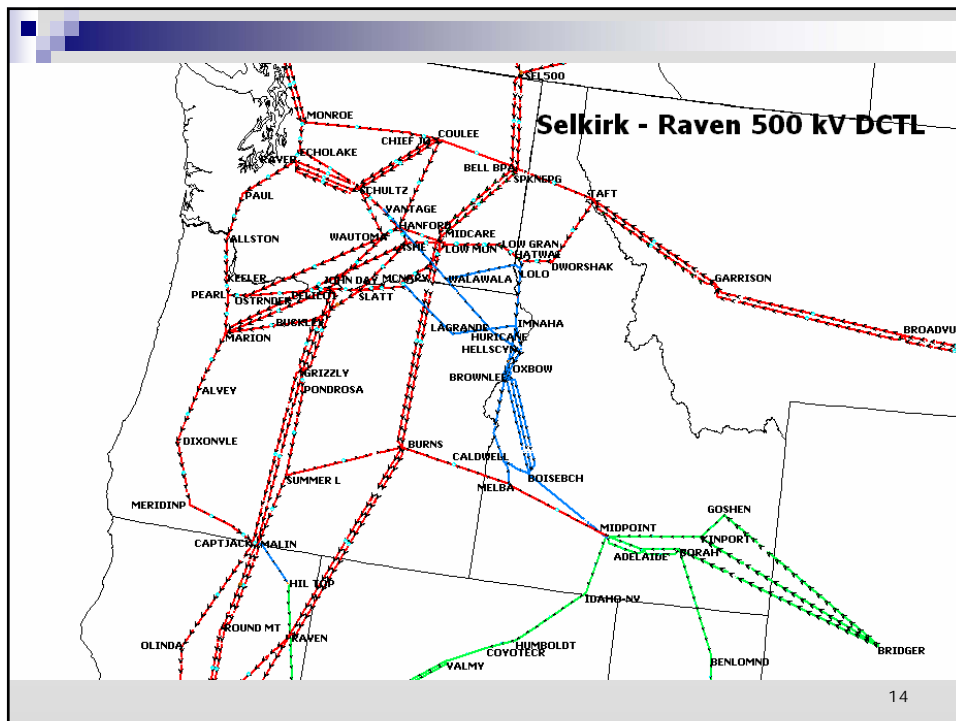 SEL500
Selkirk - Raven 500 kV DCTL
MONROE
COULEE
CHIEF JO
ECHOLAKE
RAVER
BELL BPA
SPKNEPG
CHULTZ
TAFT
PAUL
VANTAGE
HANFORD
MIDCARE
WAUTOMA
ALLSTON
ASHE
LOW MON
LOW GRAN
HATWAI
DWORSHAK
LOLO
KEELER
JOHN DAY
MCNARY
WALAWALA
GARRISON
PEARL
OSTRNDER
SLATT
BUCKLEY
LAGRANDE
IMNAHA
BROADVU
MARION
HURICANE
HELLSCYN
OXBOW
GRIZZLY
BROWNLEE
ALVEY
PONDROSA
DIXONVLE
BURNS
CALDWELL
SUMMER L
BOISEBCH
MELBA
MERIDINP
GOSHEN
MIDPOINT
KINPORT
CAPTJACK
MALIN
ADELAIDE
BORAH
HIL TOP
IDAHO-NV
ROUND MT
RAVEN
OLINDA
HUMBOLDT
COYOTECR
BRIDGER
VALMY
BENLOMND
14